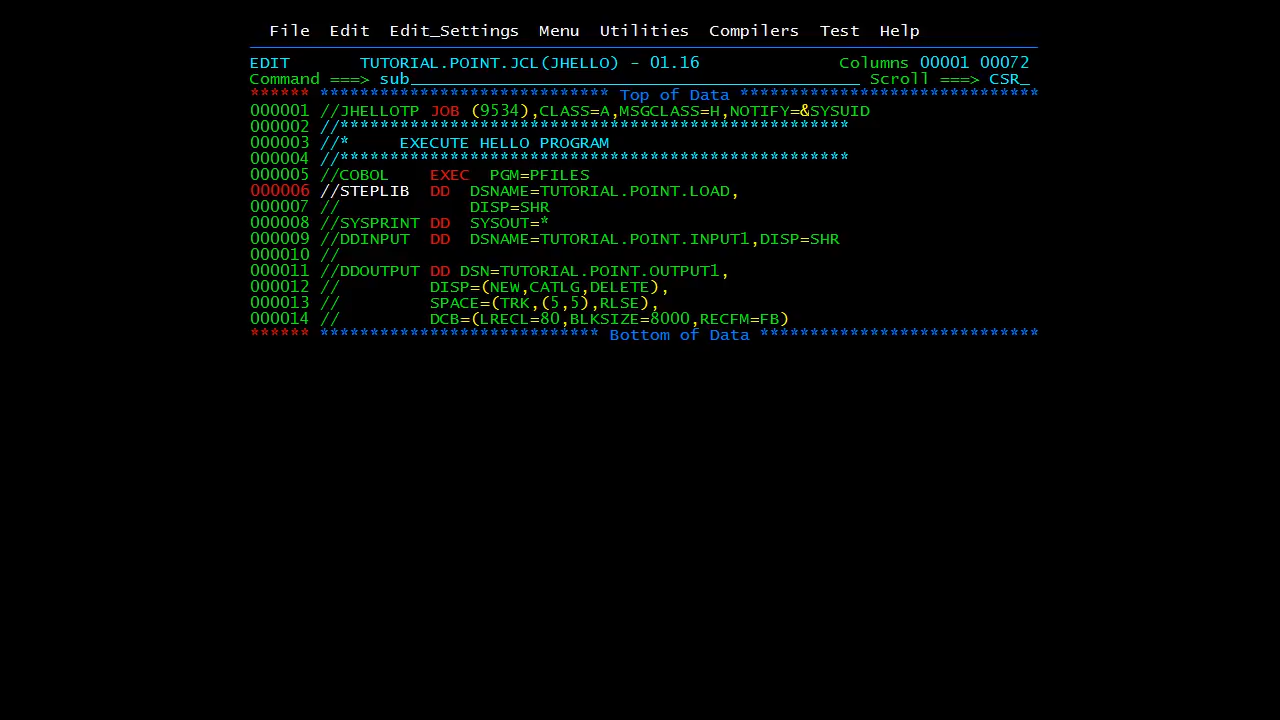 File  Edit  Edit_Settings  Menu  Utilities  Compilers  Test  Help
EDIT       TUTORIAL.POINT.JCL(JHELLO) - 01.16              Columns 00001 00072
Command ===> sub_____________________________________________ Scroll ===> CSR_
****** ***************************** Top of Data ******************************
000001 //JHELLOTP JOB (9534),CLASS=A,MSGCLASS=H,NOTIFY=&SYSUID
000002 //***************************************************
000003 //*     EXECUTE HELLO PROGRAM
000004 //***************************************************
000005 //COBOL    EXEC  PGM=PFILES
000006 //STEPLIB  DD  DSNAME=TUTORIAL.POINT.LOAD,
000007 //             DISP=SHR
000008 //SYSPRINT DD  SYSOUT=*
000009 //DDINPUT  DD  DSNAME=TUTORIAL.POINT.INPUT1,DISP=SHR
000010 //
000011 //DDOUTPUT DD DSN=TUTORIAL.POINT.OUTPUT1,
000012 //         DISP=(NEW,CATLG,DELETE),
000013 //         SPACE=(TRK,(5,5),RLSE),
000014 //         DCB=(LRECL=80,BLKSIZE=8000,RECFM=FB)
****** **************************** Bottom of Data ****************************